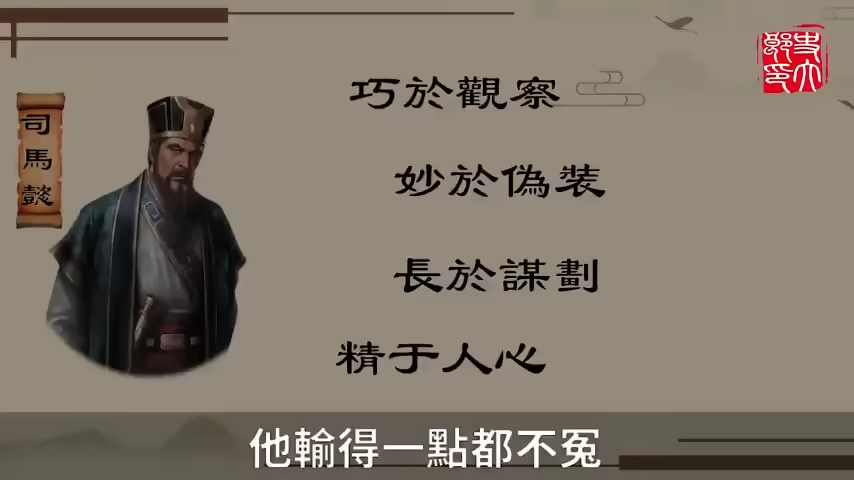 司馬懿
巧於觀察
妙於偽裝
長於謀劃
精于人心
他輸得一點都不冤